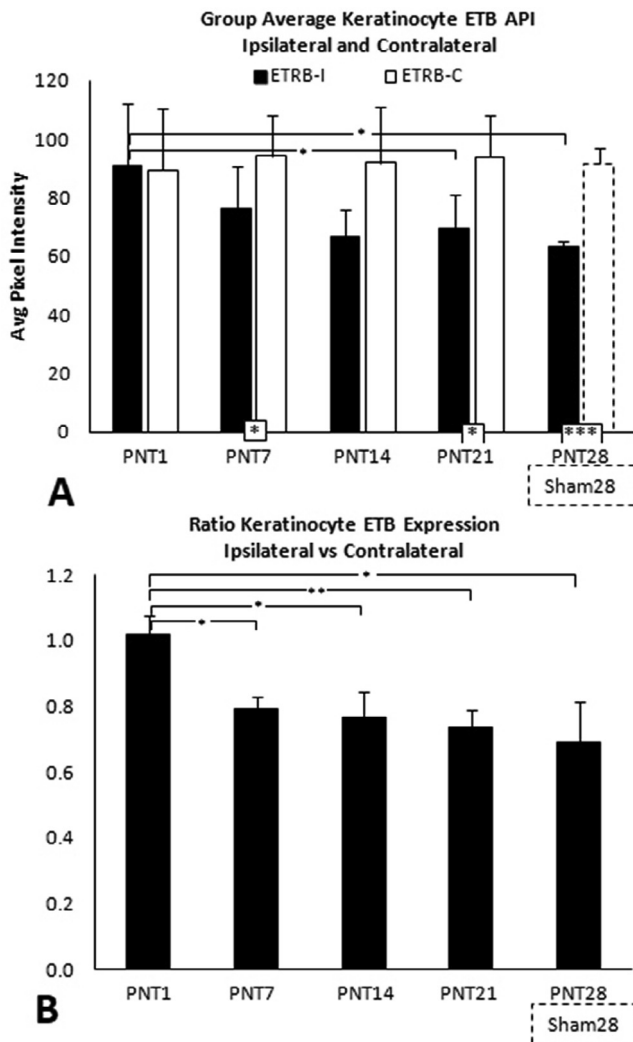 Group Average Keratinocyte ETB API
Ipsilateral and Contralateral
ETRB-I ETRB-C
Avg Pixel Intensity
120
100
80
60
40
20
0
*
*
* * ***
PNT1 PNT7 PNT14 PNT21 PNT28
Sham28
A
Ratio Keratinocyte ETB Expression
Ipsilateral vs Contralateral
1.2
1.0
0.8
0.6
0.4
0.2
0.0
*
**
*
*
PNT1 PNT7 PNT14 PNT21 PNT28
Sham28
B